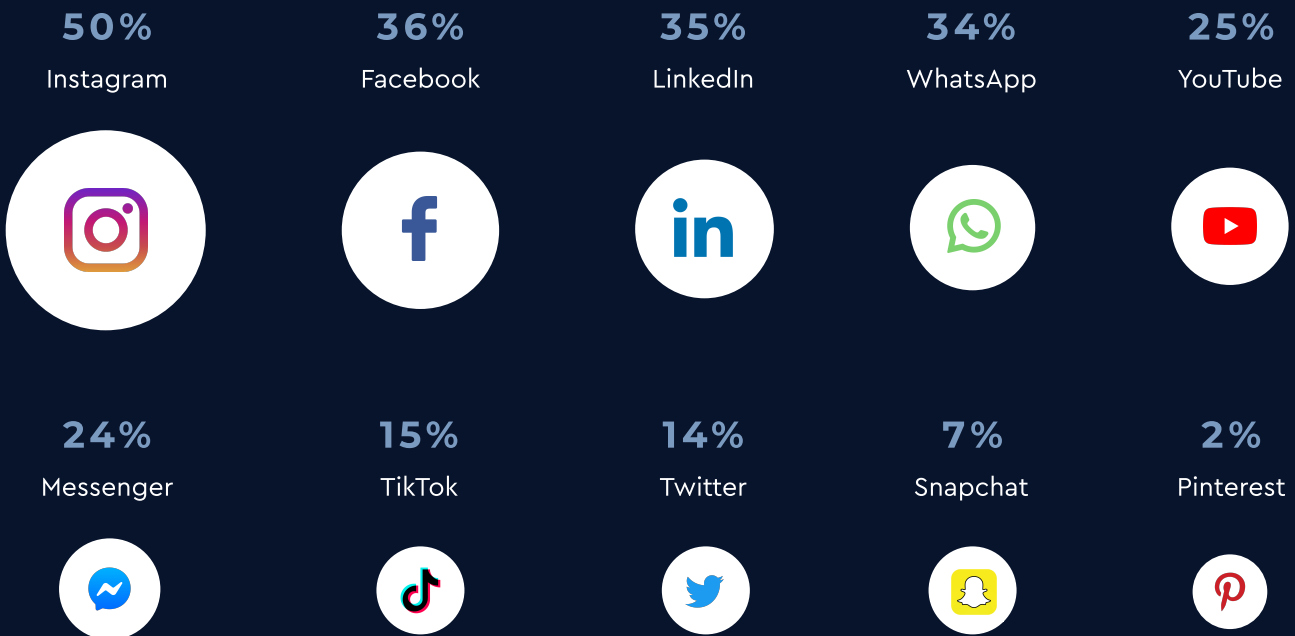 50% 36% 35% 34% 25%
Instagram Facebook LinkedIn WhatsApp YouTube
in
24% 15% 14% 7% 2%
Messenger TikTok Twitter Snapchat Pinterest